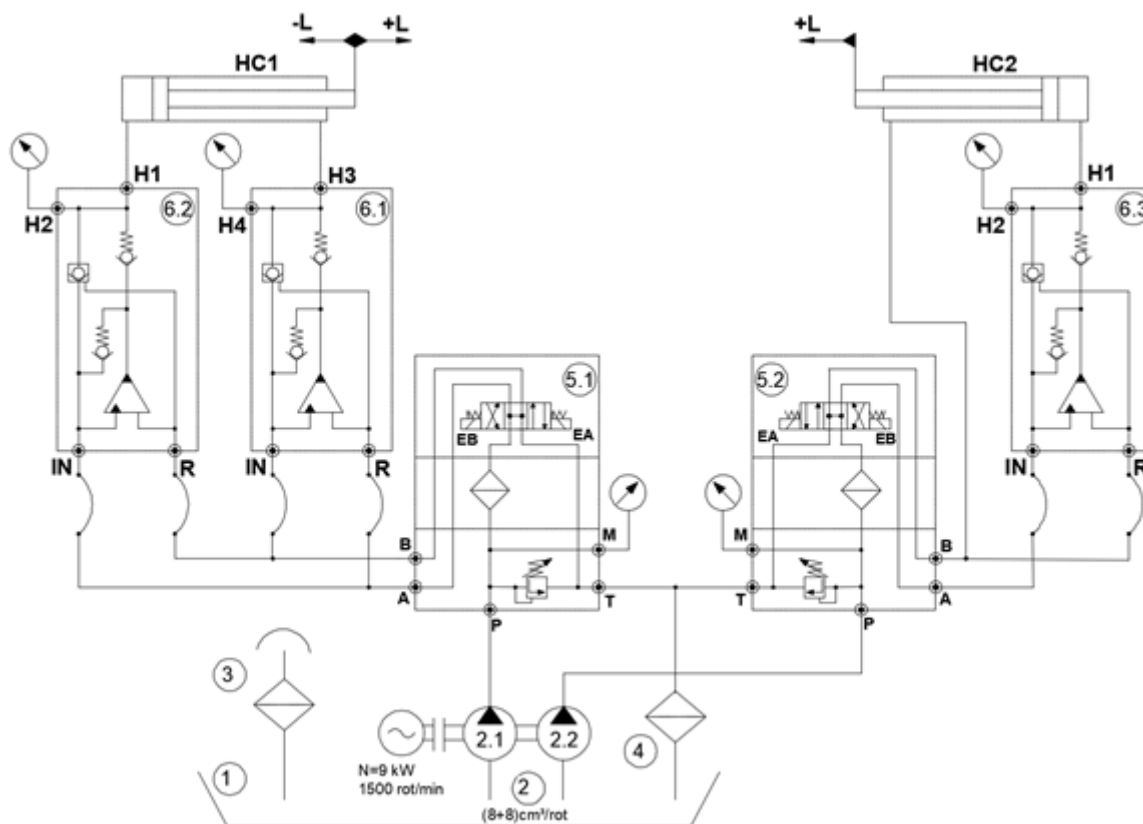 -L +L
+L
HC1
HC2
H1
H3
H1
6.2
6.1
6.3
H2
H4
H2
5.1
5.2
EB
EA
EA
EB
IN
R
IN
R
IN
R
M
M
B
B
A
T
T
A
P
P
3
2.1
2.2
4
1
N=9 kW
1500 rot/min
2
(8+8)cm³/rot